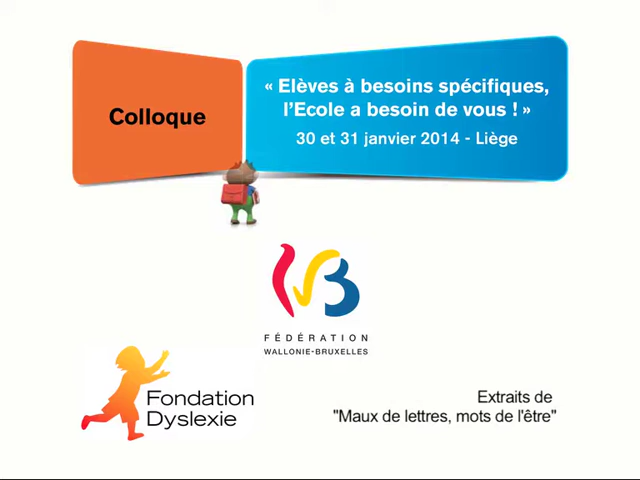 Colloque
« Elèves à besoins spécifiques,
l'Ecole a besoin de vous ! »
30 et 31 janvier 2014 - Liège
FÉDÉRATION
WALLONIE-BRUXELLES
Fondation
Dyslexie
Extraits de
"Maux de lettres, mots de l'être"